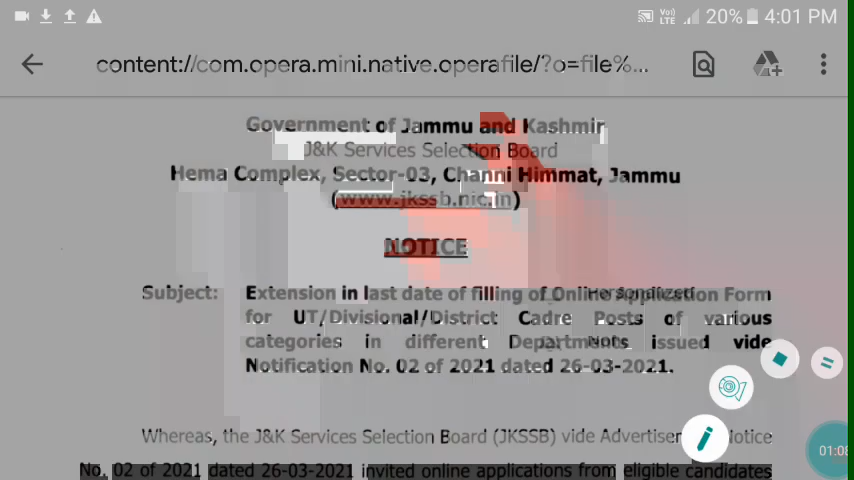 20% 4:01 PM
content://com.opera.mini.native.operafile/?o=file%...
Government of Jammu and Kashmir
J&K Services Selection Board
Hema Complex, Sector-03, Channi Himmat, Jammu
(www.jkssb.nic.in)
NOTICE
Subject: Extension in last date of filling of Online Application Form
for UT/Divisional/District Cadre Posts of various
categories in different Departments issued vide
Notification No. 02 of 2021 dated 26-03-2021.
Whereas, the J&K Services Selection Board (JKSSB) vide Notice
No. 02 of 2021 dated 26-03-2021 invited online applications from eligible candidates
01:08